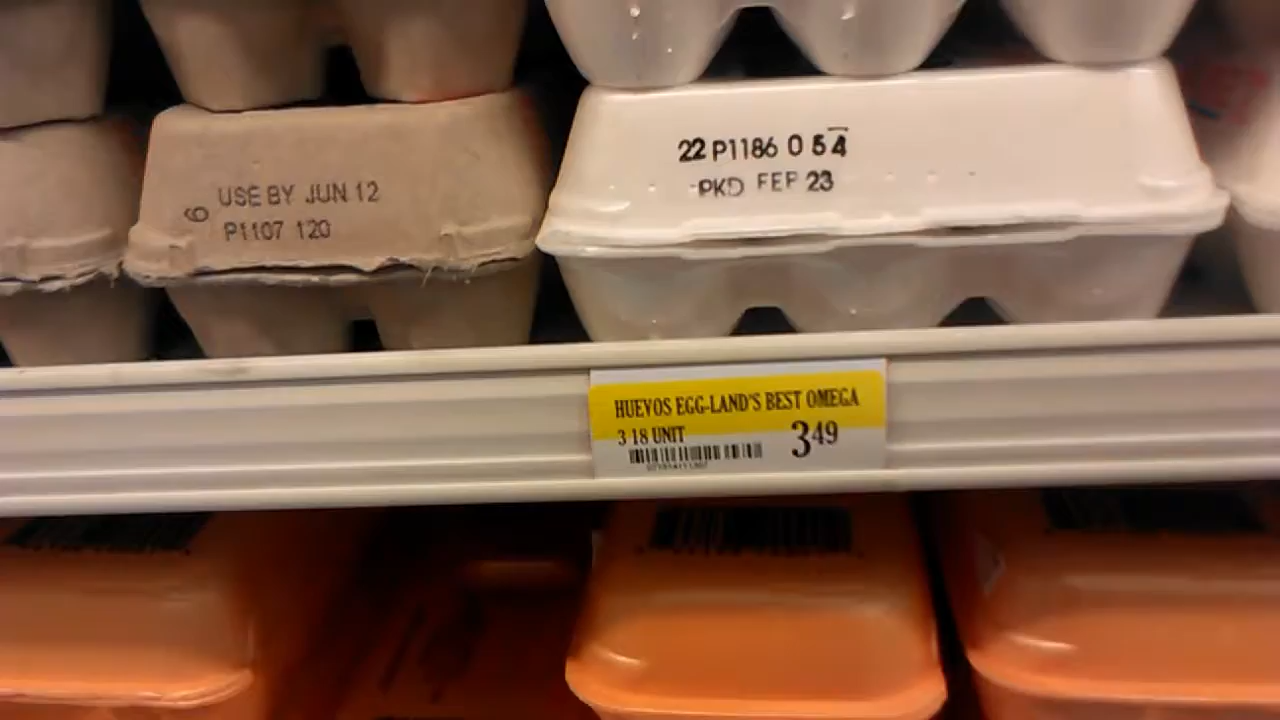 USE BY JUN 12
6
P1107 120
22 P1186 0 54
PKD FEP 23
HUEVOS EGG-LAND'S BEST OMEGA
3 18 UNIT
3 49